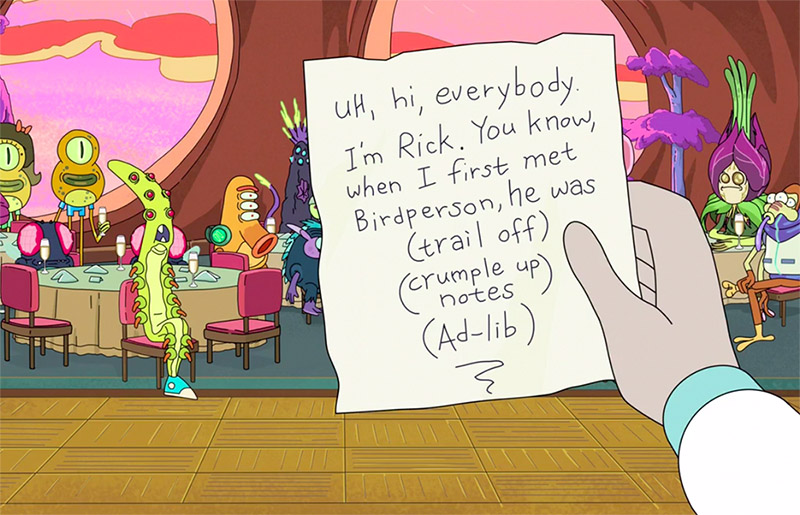 uH, hi, everybody.
I'm Rick. You know,
when I first met
Birdperson, he was
(trail off)
(crumple up
notes)
(Ad-lib)